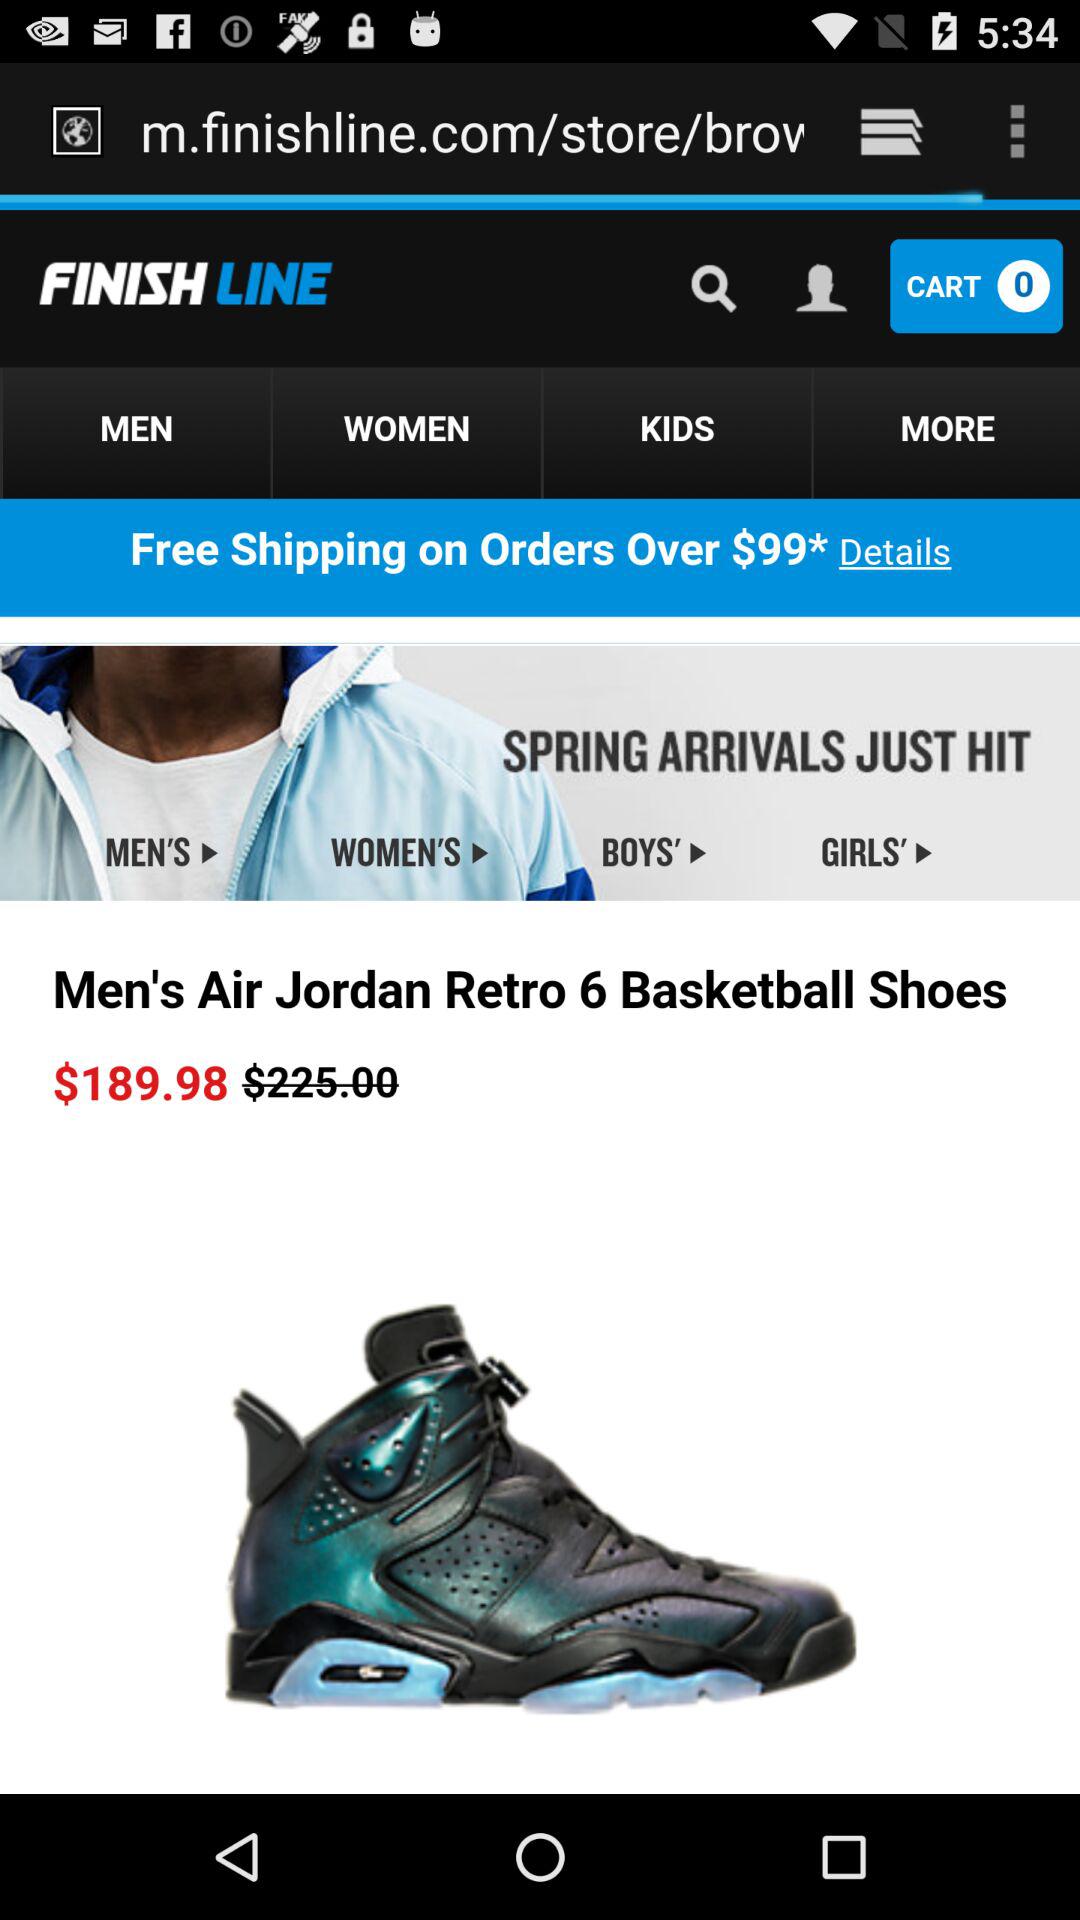 FAKE
5:34
m.finishline.com/store/brow
FINISH LINE
CART 0
MEN WOMEN KIDS MORE
Free Shipping on Orders Over $99* Details
SPRING ARRIVALS JUST HIT
MEN'S WOMEN'S BOYS' GIRLS'
Men's Air Jordan Retro 6 Basketball Shoes
$189.98 $225.00